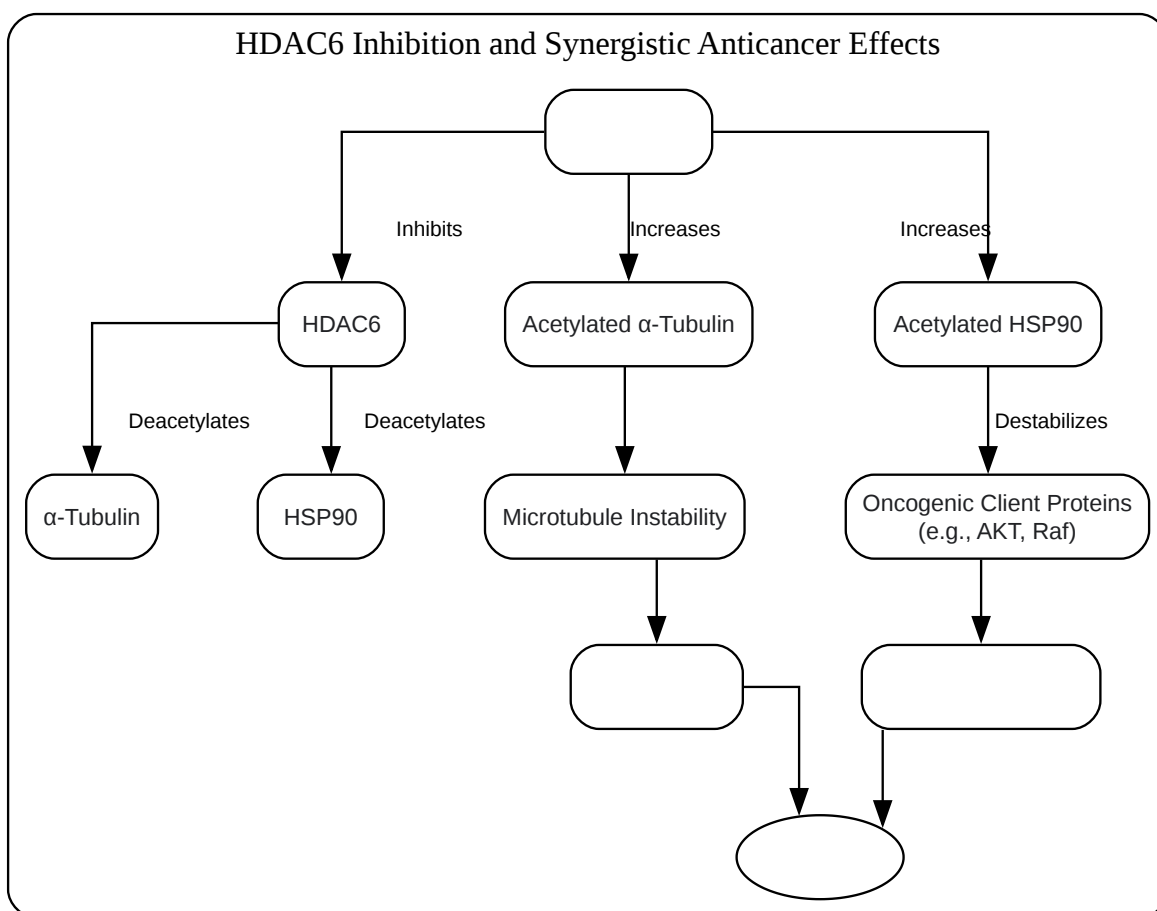 HDAC6 Inhibition and Synergistic Anticancer Effects
Inhibits
Increases
Increases
HDAC6
Acetylated α-Tubulin
Acetylated HSP90
Deacetylates
Deacetylates
Destabilizes
α-Tubulin
HSP90
Microtubule Instability
Oncogenic Client Proteins
(e.g., AKT, Raf)